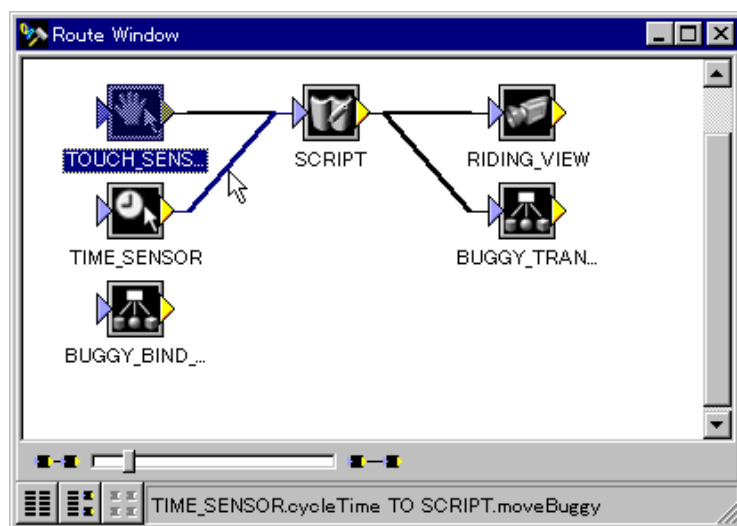 Route Window
TOUCH_SENS...
SCRIPT
RIDING_VIEW
TIME_SENSOR
BUGGY_TRAN...
BUGGY_BIND_...
TIME_SENSOR.cycleTime TO SCRIPT.moveBuggy